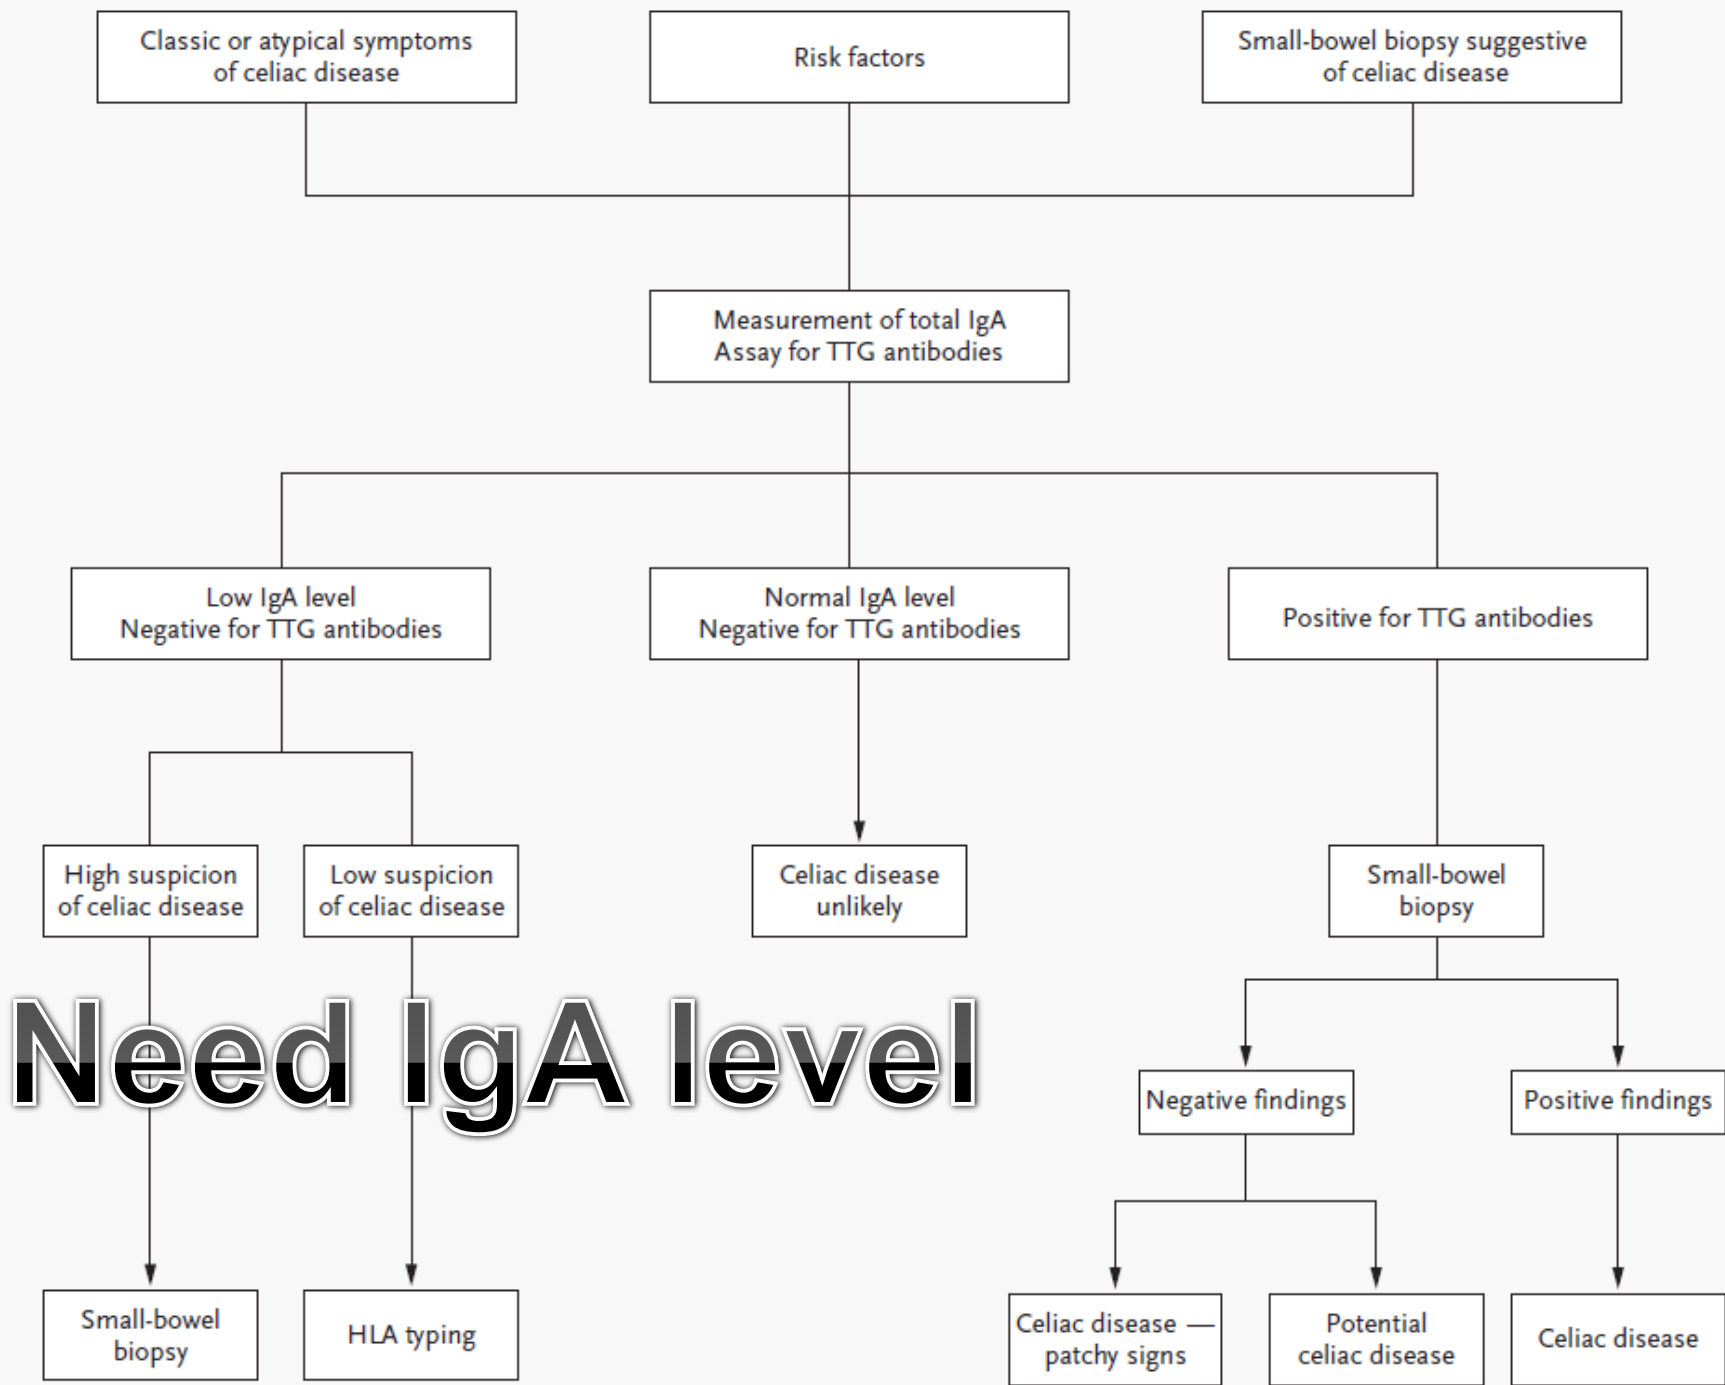 Classic or atypical symptoms
of celiac disease
Risk factors
Small-bowel biopsy suggestive
of celiac disease
Measurement of total IgA
Assay for TTG antibodies
Low IgA level
Negative for TTG antibodies
Normal IgA level
Negative for TTG antibodies
Positive for TTG antibodies
High suspicion
of celiac disease
Low suspicion
of celiac disease
Celiac disease
unlikely
Small-bowel
biopsy
Need IgA level
Negative findings
Positive findings
Small-bowel
biopsy
HLA typing
Celiac disease —
patchy signs
Potential
celiac disease
Celiac disease